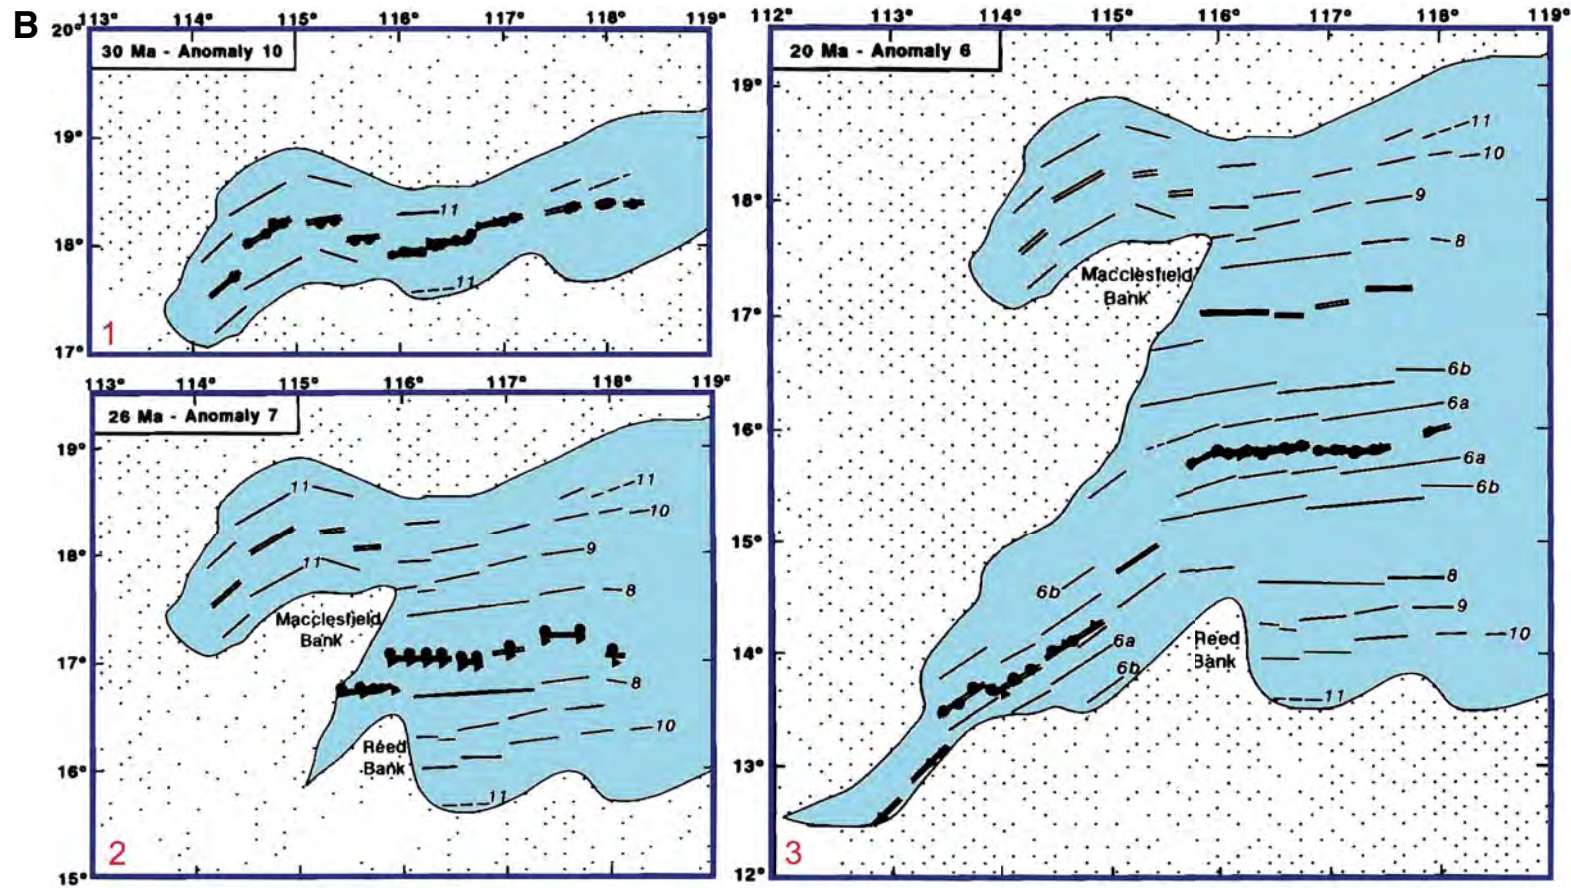 B
113° 114° 115° 116° 117° 118° 119°
20°
30 Ma - Anomaly 10
19°
18°
17°
11
11
1
113° 114° 115° 116° 117° 118° 119°
26 Ma - Anomaly 7
19°
18°
17°
16°
15°
11
11
10
9
11
8
Macclesfield
Bank
8
10
Reed
Bank
11
2
112° 113° 114° 115° 116° 117° 118° 119°
20 Ma - Anomaly 6
19°
18°
17°
16°
15°
14°
13°
12°
11
10
9
8
Macclesfield
Bank
6b
6a
6a
6b
8
6b
9
10
6a
Reed
Bank
6b
11
3